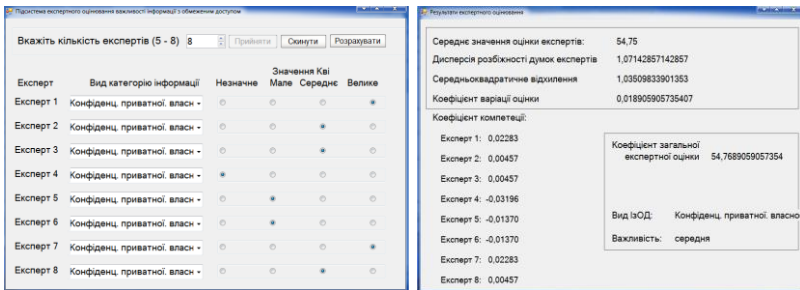 Підсистема експертного оцінювання важливості інформації з обмеженим доступом
Вкажіть кількість експертів (5 - 8) 8 Прийняти Скинути Розрахувати
Значення Кві
Експерт Вид категорію інформації Незначне Мале Середнє Велике
Експерт 1 Конфіденц. приватної. власн
Експерт 2 Конфіденц. приватної. власн
Експерт 3 Конфіденц. приватної. власн
Експерт 4 Конфіденц. приватної. власн
Експерт 5 Конфіденц. приватної. власн
Експерт 6 Конфіденц. приватної. власн
Експерт 7 Конфіденц. приватної. власн
Експерт 8 Конфіденц. приватної. власн
Результати експертного оцінювання
Середнє значення оцінки експертів: 54,75
Дисперсія розбіжності думок експертів 1,07142857142857
Середньоквадратичне відхилення 1,03509833901353
Коефіцієнт варіації оцінки 0,018905905735407
Коефіцієнт компетеції:
Експерт 1: 0,02283
Експерт 2: 0,00457
Експерт 3: 0,00457
Експерт 4: -0,03196
Експерт 5: -0,01370
Експерт 6: -0,01370
Експерт 7: 0,02283
Експерт 8: 0,00457
Коефіцієнт загальної
експертної оцінки 54,7689059057354
Вид ІзОД: Конфіденц. приватної. власно
Важливість: середня